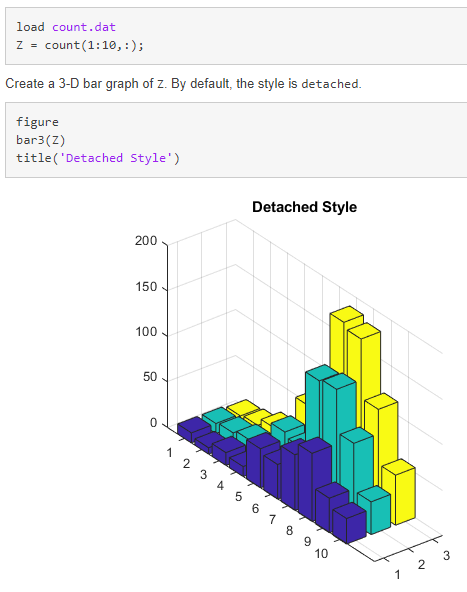 load count.dat
Z = count(1:10,:);
Create a 3-D bar graph of Z. By default, the style is detached.
figure
bar3(Z)
title('Detached Style')
Detached Style
200
150
100
50
0
1
2
3
4
5
6
7
8
9
10
1
2
3